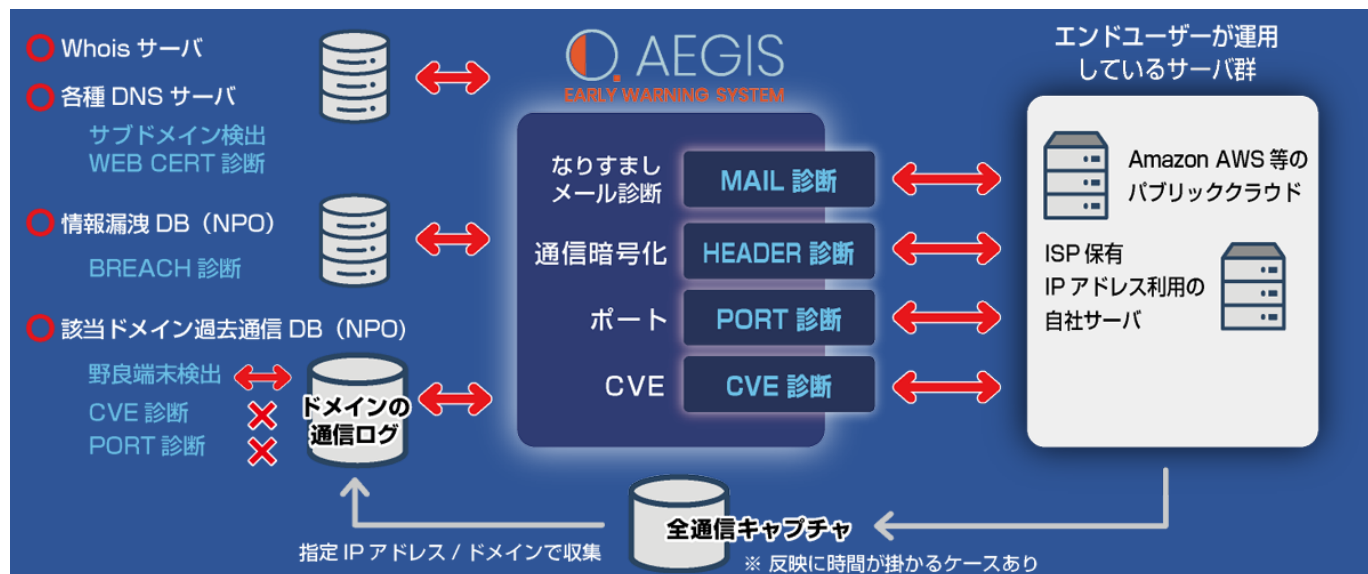 Whois サーバ
各種 DNS サーバ
サブドメイン検出
WEB CERT 診断
情報漏洩 DB（NPO）
BREACH 診断
該当ドメイン過去通信 DB（NPO)
野良端末検出
CVE 診断
PORT 診断
ドメインの
通信ログ
AEGIS
EARLY WARNING SYSTEM
なりすまし
メール診断
MAIL 診断
通信暗号化
HEADER 診断
ポート
PORT 診断
CVE
CVE 診断
エンドユーザーが運用
しているサーバ群
Amazon AWS 等の
パブリッククラウド
ISP 保有
IP アドレス利用の
自社サーバ
全通信キャプチャ
指定 IP アドレス / ドメインで収集
※ 反映に時間が掛かるケースあり